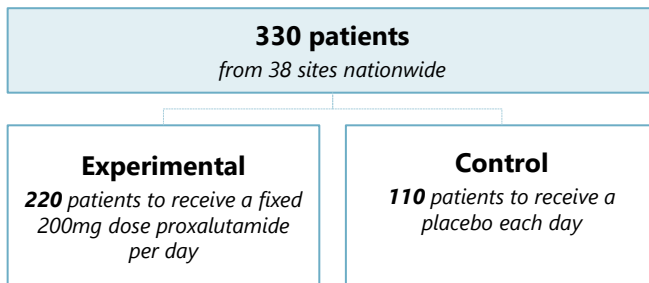 330 patients
from 38 sites nationwide
Experimental
220 patients to receive a fixed
200mg dose proxalutamide
per day
Control
110 patients to receive a
placebo each day